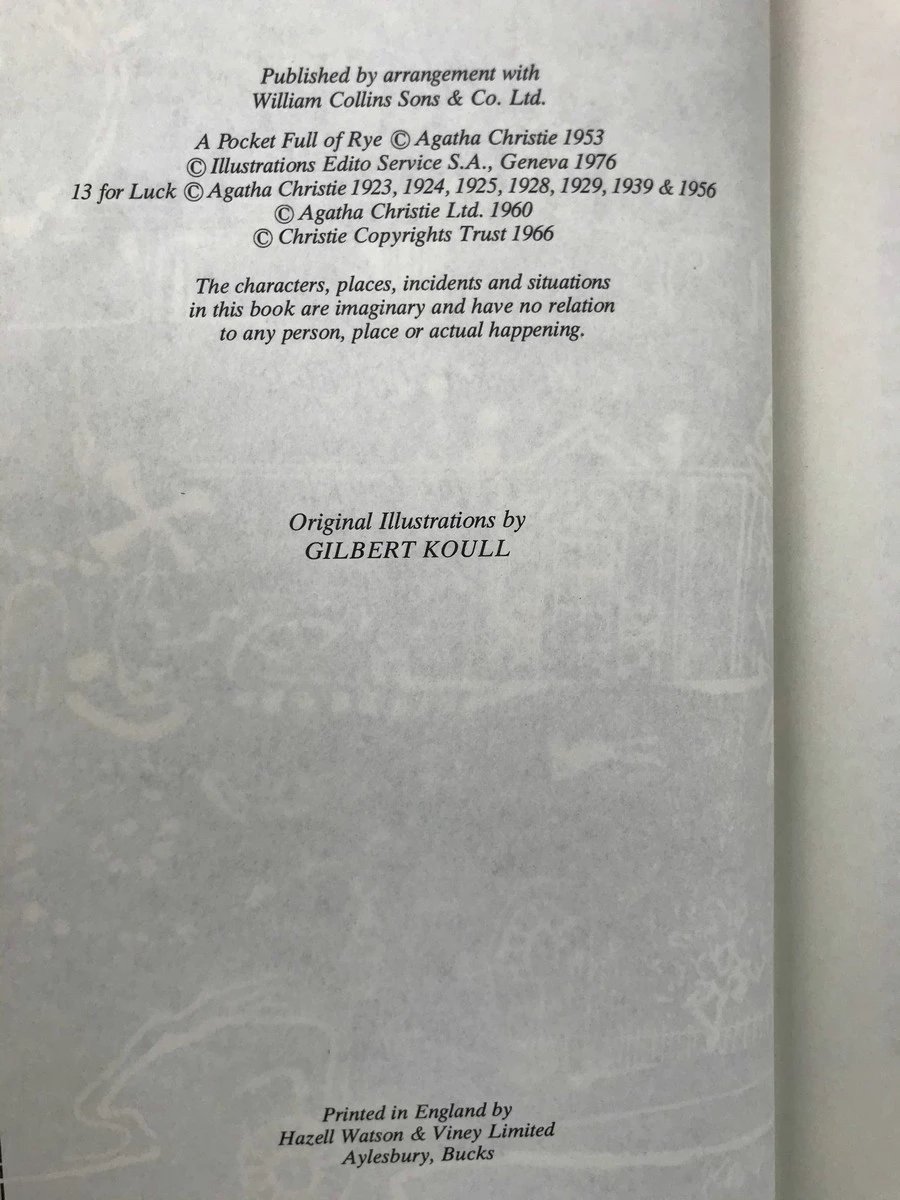 Published by arrangement with
William Collins Sons & Co. Ltd.
A Pocket Full of Rye © Agatha Christie 1953
© Illustrations Edito Service S.A., Geneva 1976
13 for Luck © Agatha Christie 1923, 1924, 1925, 1928, 1929, 1939 & 1956
© Agatha Christie Ltd. 1960
© Christie Copyrights Trust 1966
The characters, places, incidents and situations
in this book are imaginary and have no relation
to any person, place or actual happening.
Original Illustrations by
GILBERT KOULL
Printed in England by
Hazell Watson & Viney Limited
Aylesbury, Bucks